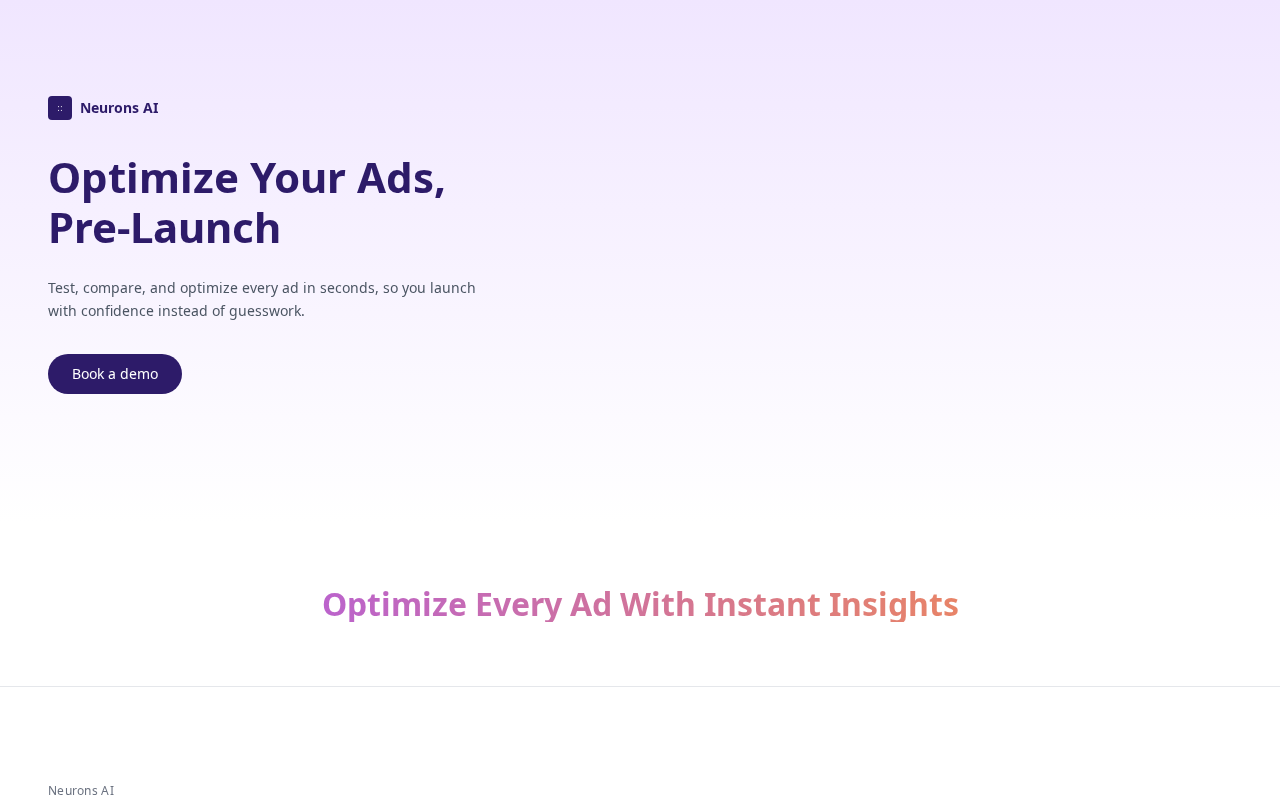 Neurons AI
Optimize Your Ads,
Pre-Launch
Test, compare, and optimize every ad in seconds, so you launch
with confidence instead of guesswork.
Book a demo
Optimize Every Ad With Instant Insights
Neurons AI